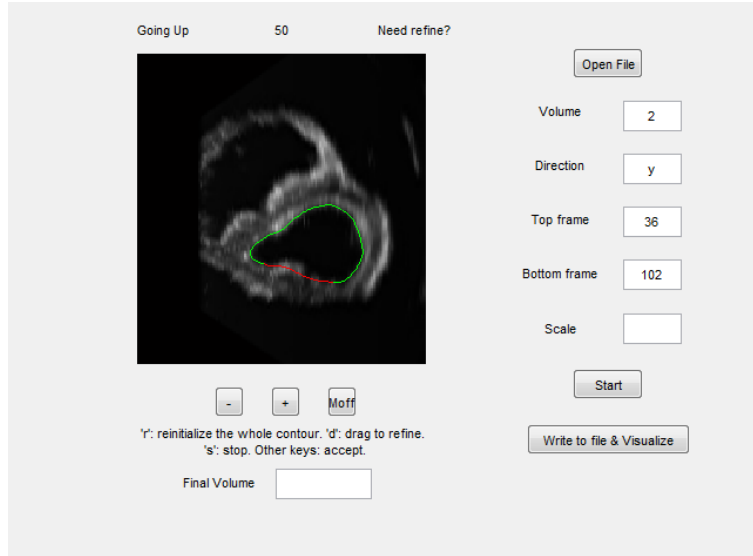 Going Up 50 Need refine?
Open File
Volume 2
Direction y
Top frame 36
Bottom frame 102
Scale
Start
- + Moff
'r': reinitialize the whole contour. 'd': drag to refine.
's': stop. Other keys: accept.
Write to file & Visualize
Final Volume